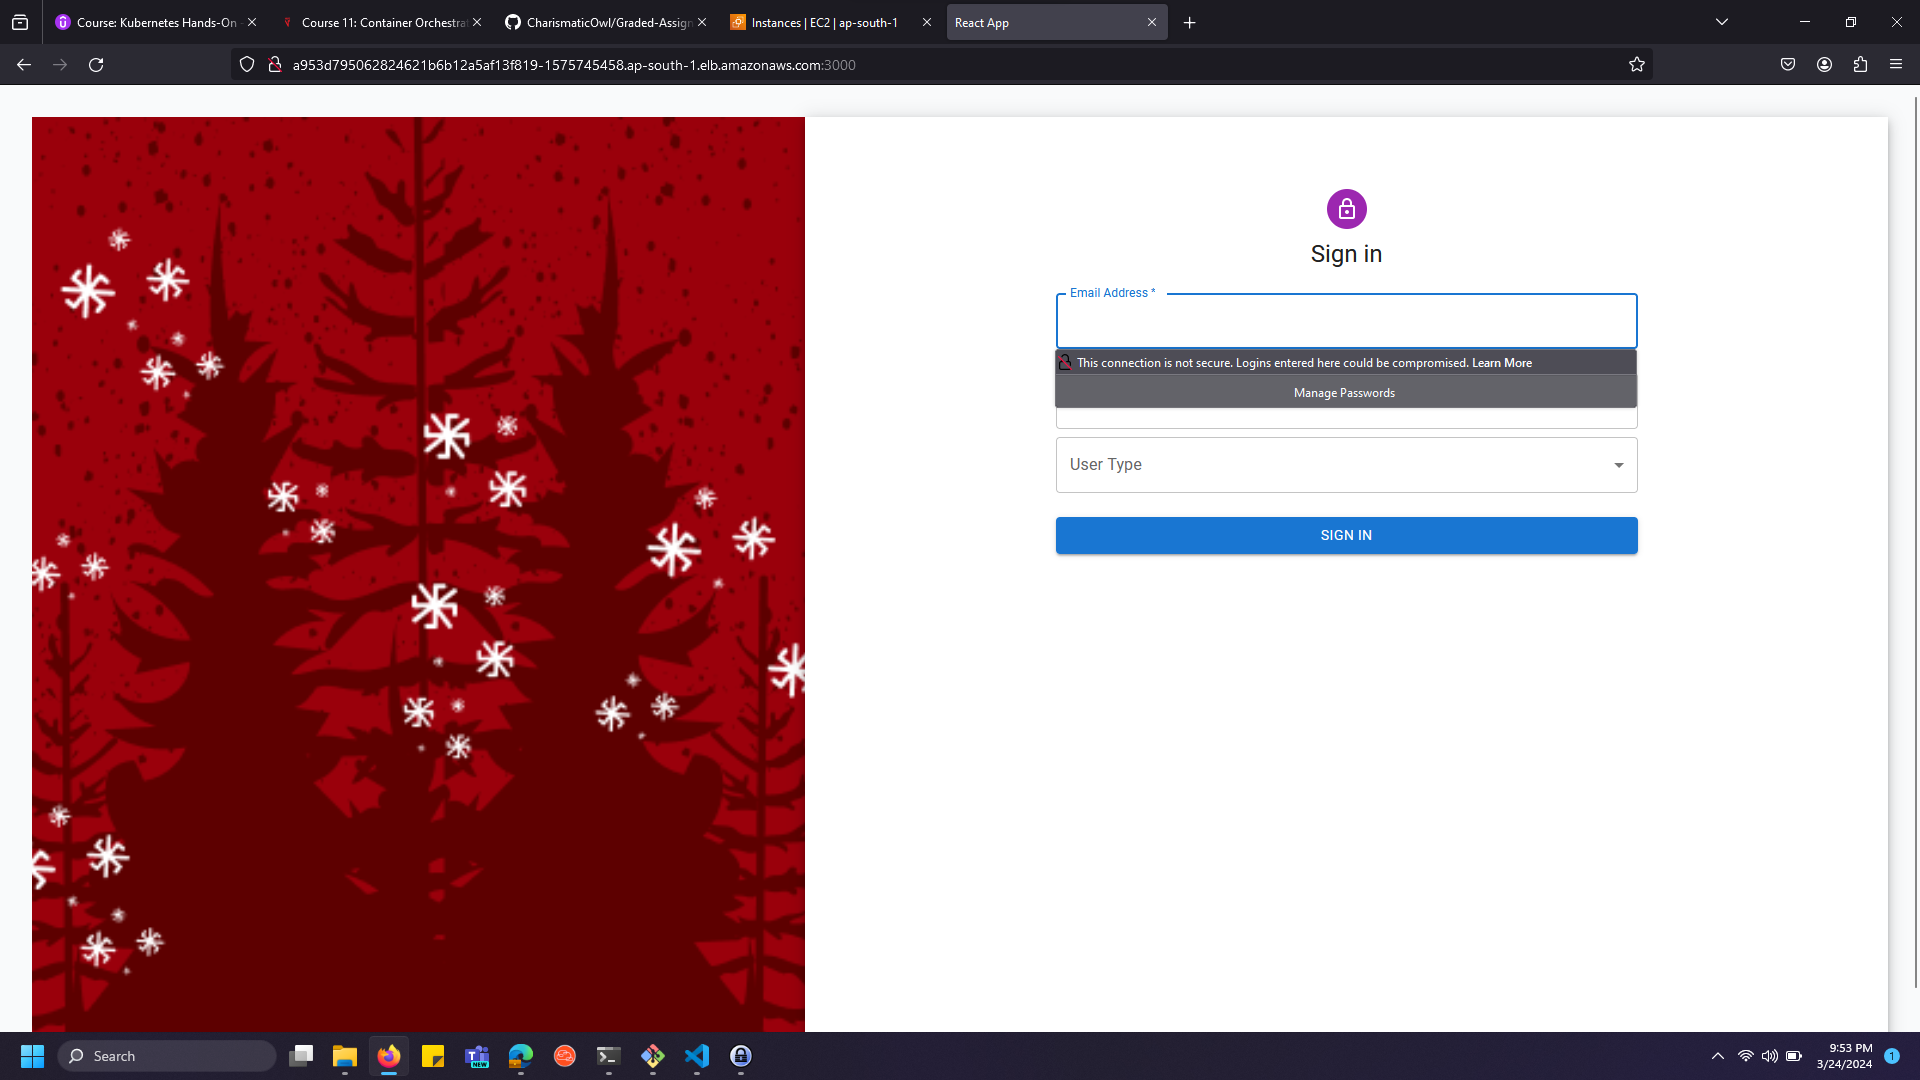 Course: Kubernetes Hands-On -
Course 11: Container Orchestra
CharismaticOwl/Graded-Assign
Instances | EC2 | ap-south-1
React App
a953d795062824621b6b12a5af13f819-1575745458.ap-south-1.elb.amazonaws.com:3000
Sign in
Email Address *
This connection is not secure. Logins entered here could be compromised. Learn More
Manage Passwords
User Type
SIGN IN
Search
NEW
9:53 PM
3/24/2024
1